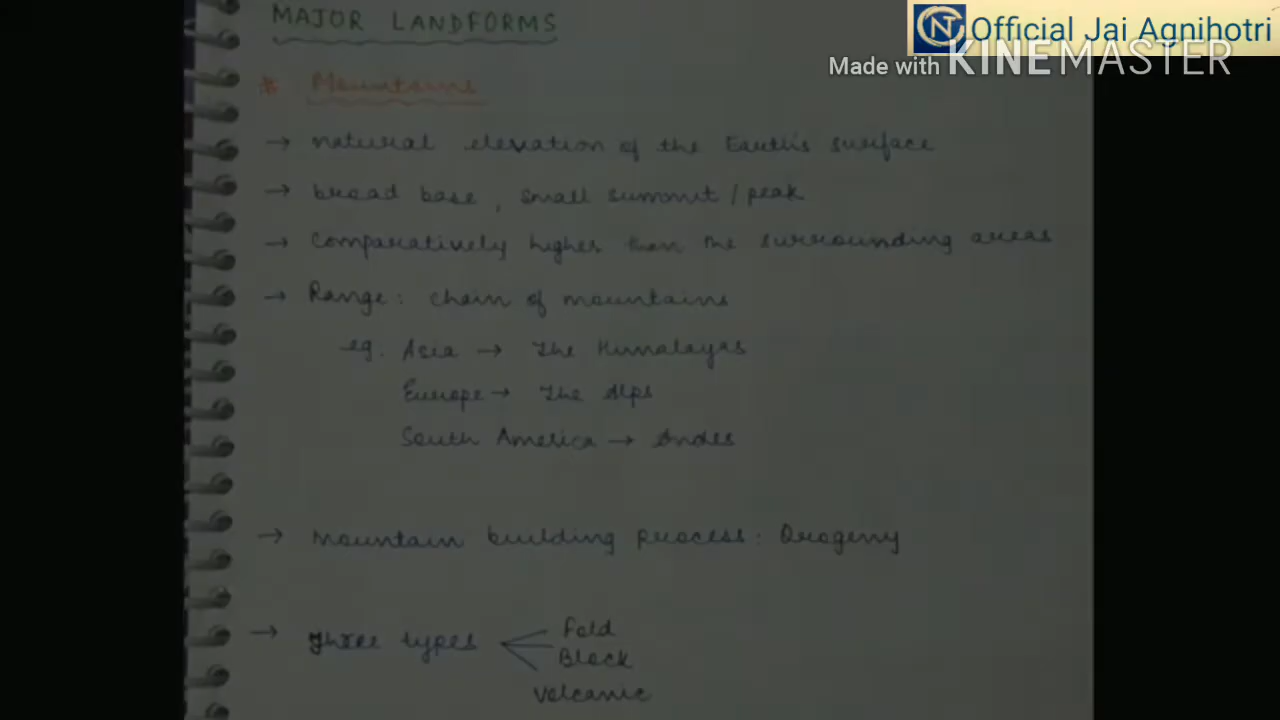 MAJOR LANDFORMS
Official Jai Agnihotri
Made with KINEMASTER
* Mountains
→ natural elevation of the Earth's surface
→ broad base, small summit / peak
→ Comparatively higher than the surrounding areas
→ Range: chain of mountains
eg. Asia → The Himalayas
Europe → The Alps
South America → Andes
→ Mountain building process: Orogeny
→ Three types
Fold
Block
Volcanic